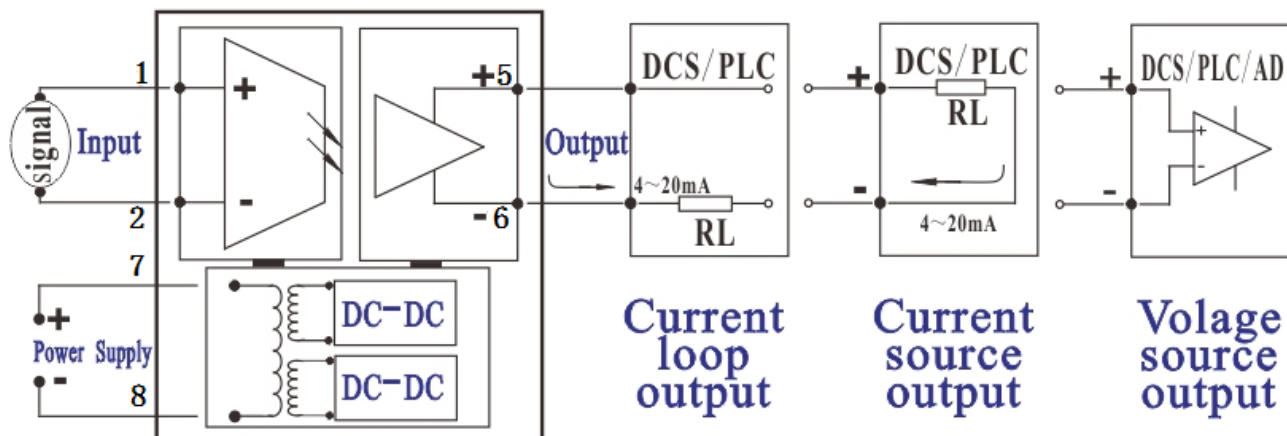 1
signal
Input
2
+
-
+
5
-
6
Output
DCS/PLC
4~20mA
RL
Current
loop
output
+
DCS/PLC
RL
-
4~20mA
Current
source
output
+
DCS/PLC/AD
+
-
-
Volage
source
output
7
+
Power Supply
-
8
DC-DC
DC-DC